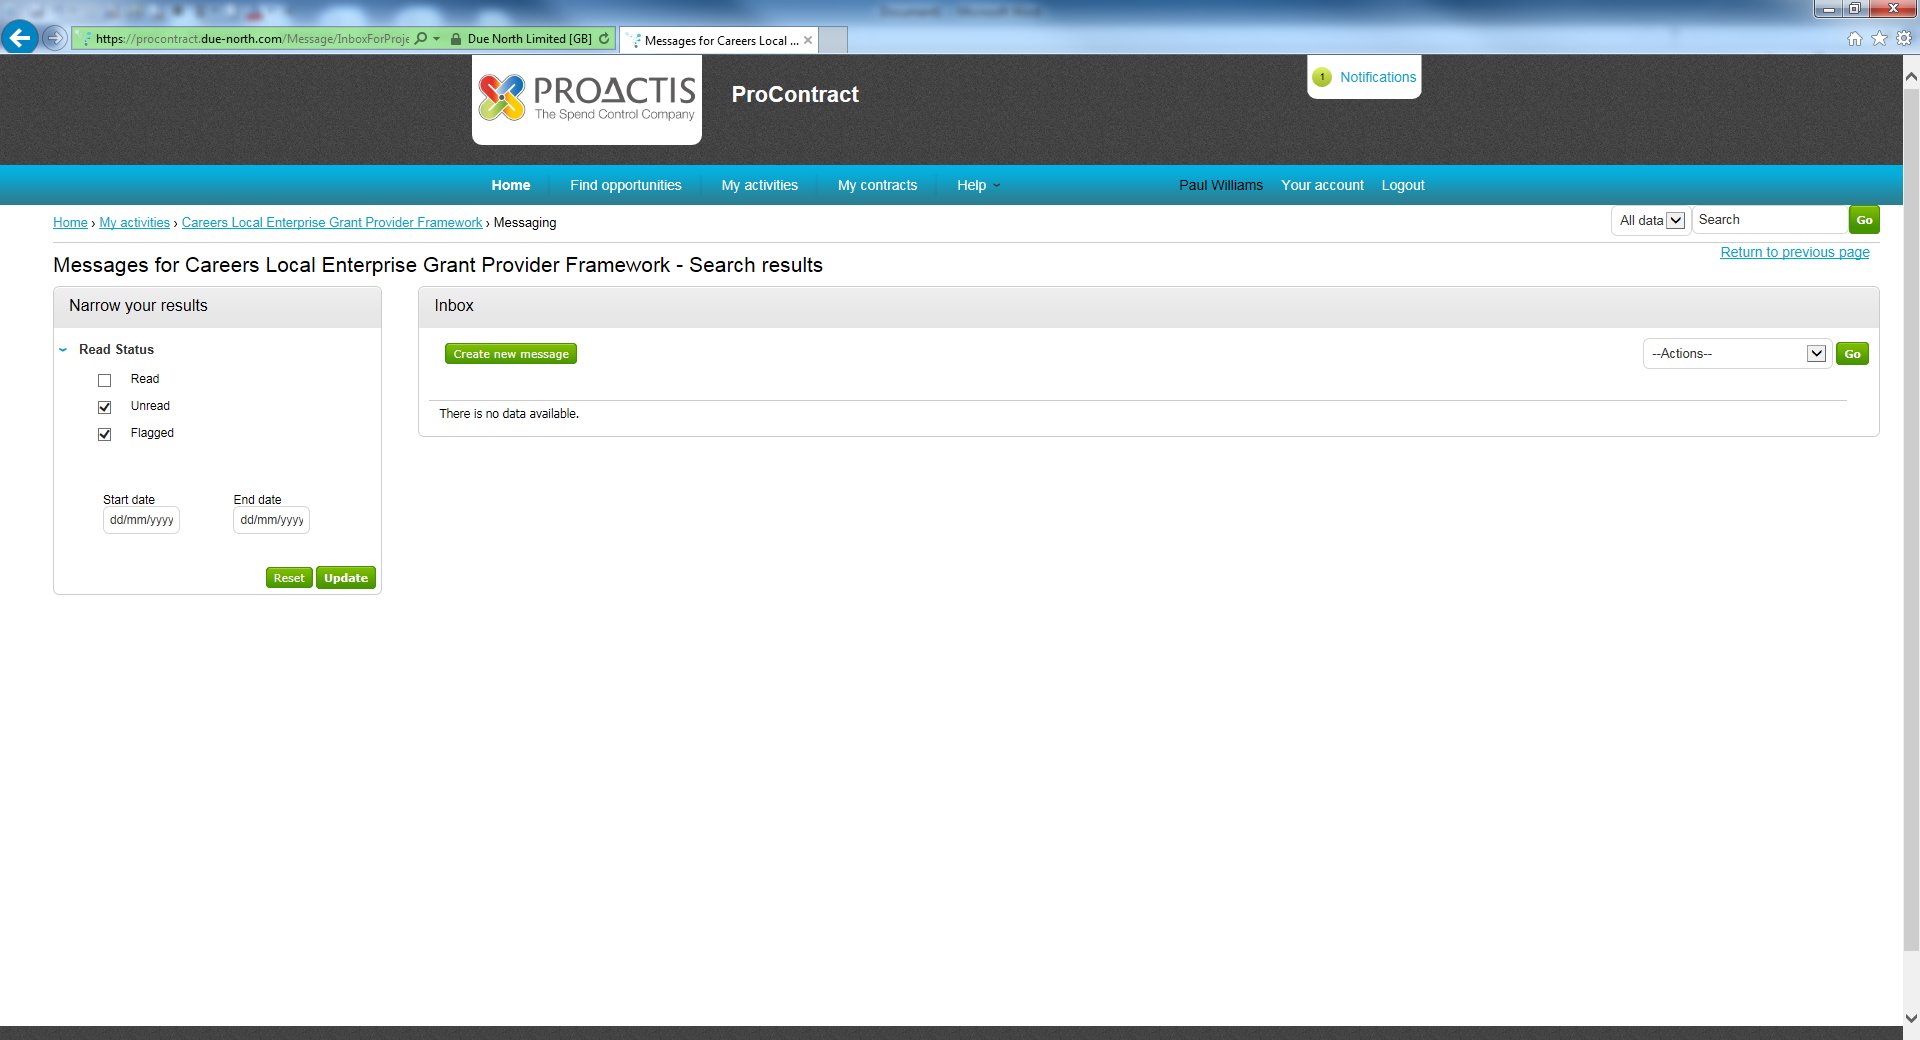 https://procontract.due-north.com/Message/InboxForProje
Due North Limited [GB]
Messages for Careers Local ...
PROACTIS
The Spend Control Company
ProContract
1 Notifications
Home Find opportunities My activities My contracts Help Paul Williams Your account Logout
Home › My activities › Careers Local Enterprise Grant Provider Framework › Messaging
All data Search Go
Return to previous page
Messages for Careers Local Enterprise Grant Provider Framework - Search results
Narrow your results
Read Status
Read
Unread
Flagged
Start date End date
dd/mm/yyyy dd/mm/yyyy
Reset Update
Inbox
Create new message --Actions-- Go
There is no data available.